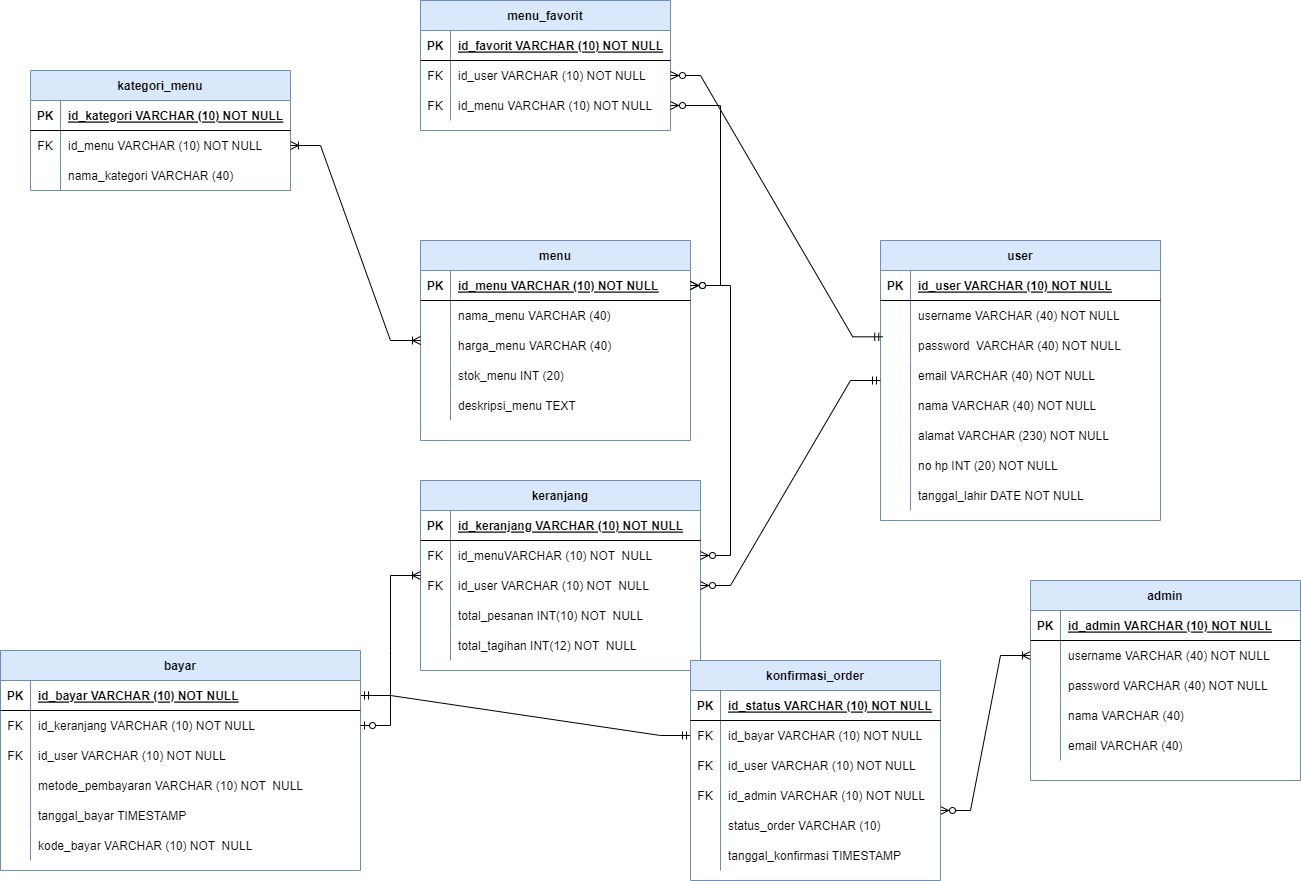 menu_favorit
PK id_favorit VARCHAR (10) NOT NULL
FK id_user VARCHAR (10) NOT NULL
FK id_menu VARCHAR (10) NOT NULL
kategori_menu
PK id_kategori VARCHAR (10) NOT NULL
FK id_menu VARCHAR (10) NOT NULL
nama_kategori VARCHAR (40)
menu
PK id_menu VARCHAR (10) NOT NULL
nama_menu VARCHAR (40)
harga_menu VARCHAR (40)
stok_menu INT (20)
deskripsi_menu TEXT
user
PK id_user VARCHAR (10) NOT NULL
username VARCHAR (40) NOT NULL
password  VARCHAR (40) NOT NULL
email VARCHAR (40) NOT NULL
nama VARCHAR (40) NOT NULL
alamat VARCHAR (230) NOT NULL
no hp INT (20) NOT NULL
tanggal_lahir DATE NOT NULL
keranjang
PK id_keranjang VARCHAR (10) NOT NULL
FK id_menuVARCHAR (10) NOT  NULL
FK id_user VARCHAR (10) NOT  NULL
total_pesanan INT(10) NOT  NULL
total_tagihan INT(12) NOT  NULL
admin
PK id_admin VARCHAR (10) NOT NULL
username VARCHAR (40) NOT NULL
password VARCHAR (40) NOT NULL
nama VARCHAR (40)
email VARCHAR (40)
bayar
PK id_bayar VARCHAR (10) NOT NULL
FK id_keranjang VARCHAR (10) NOT NULL
FK id_user VARCHAR (10) NOT NULL
metode_pembayaran VARCHAR (10) NOT  NULL
tanggal_bayar TIMESTAMP
kode_bayar VARCHAR (10) NOT  NULL
konfirmasi_order
PK id_status VARCHAR (10) NOT NULL
FK id_bayar VARCHAR (10) NOT NULL
FK id_user VARCHAR (10) NOT NULL
FK id_admin VARCHAR (10) NOT NULL
status_order VARCHAR (10)
tanggal_konfirmasi TIMESTAMP